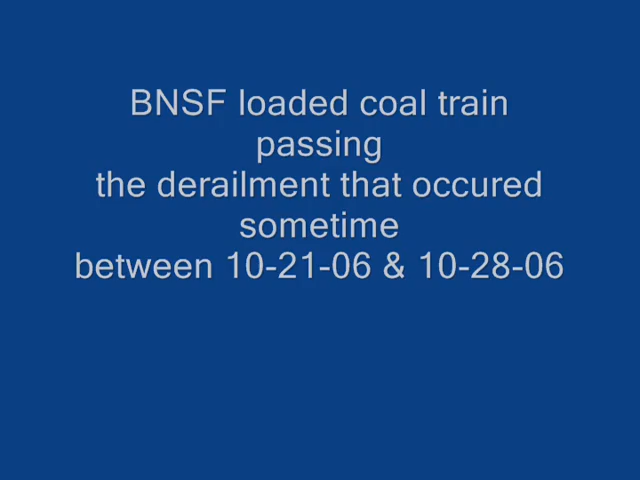 BNSF loaded coal train
passing
the derailment that occured
sometime
between 10-21-06 & 10-28-06